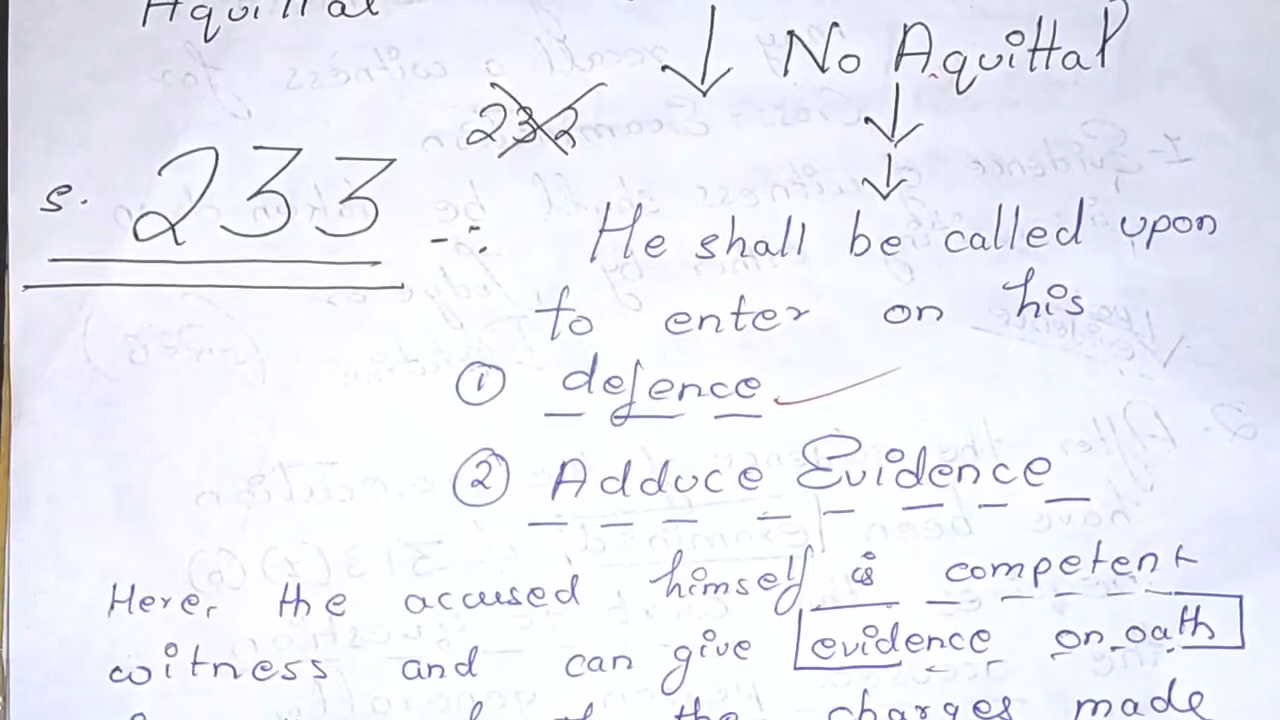 Aquittal
No Aquittal
232
s. 233 -: He shall be called upon
to enter on his
① defence
② Adduce Evidence
Here, the accused himself is competent
witness and can give evidence on oath
the charges made